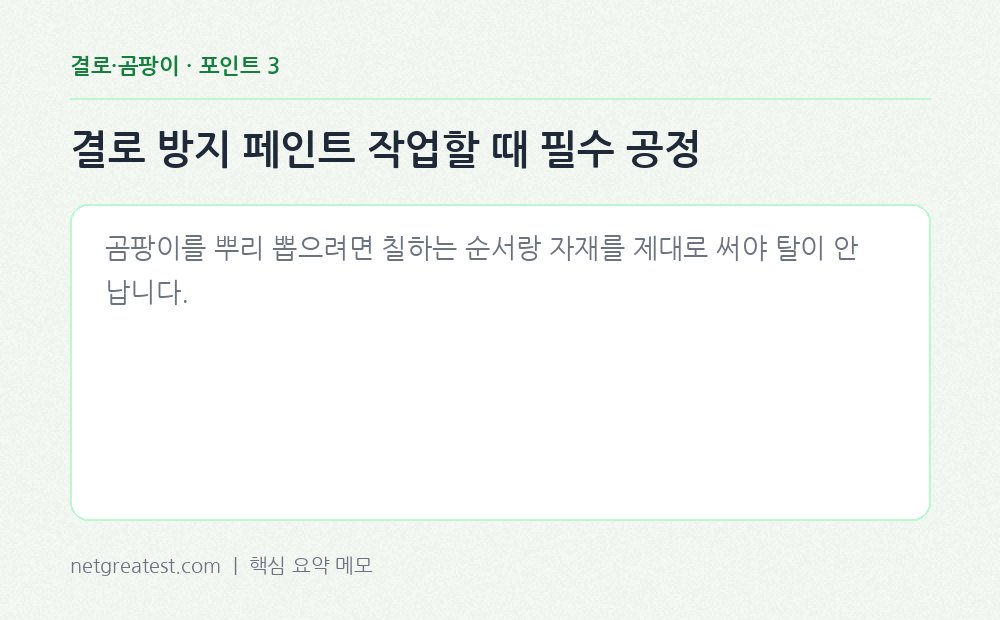 결로·곰팡이 · 포인트 3
결로 방지 페인트 작업할 때 필수 공정
곰팡이를 뿌리 뽑으려면 칠하는 순서랑 자재를 제대로 써야 탈이 안
납니다.
netgreatest.com | 핵심 요약 메모